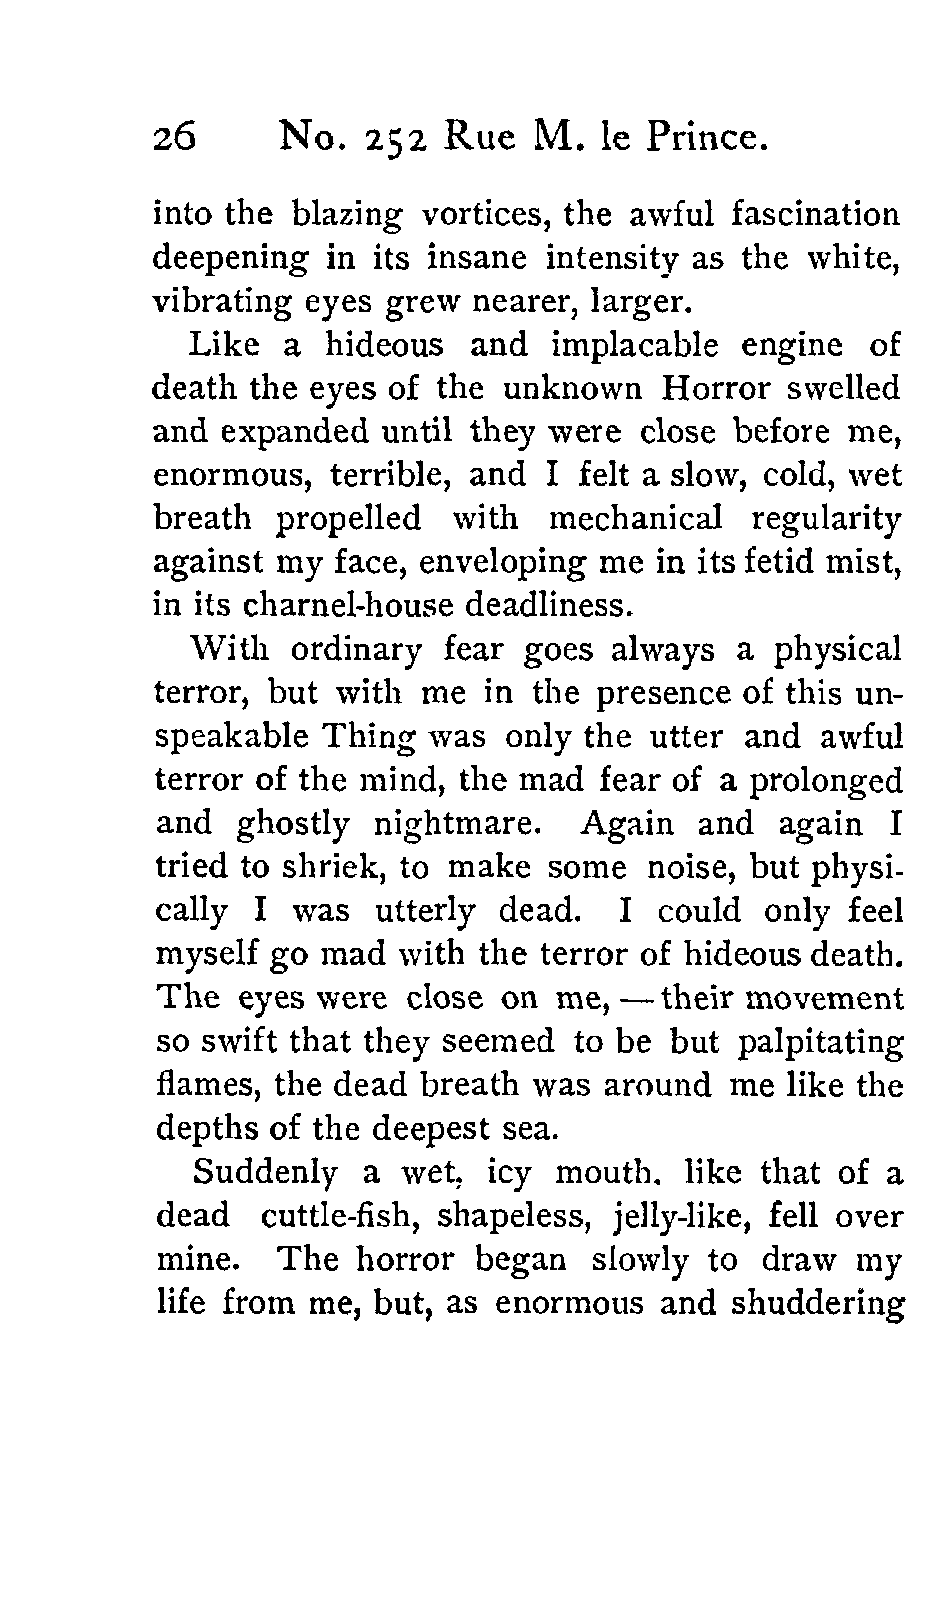 26 No. 252 Rue M. le Prince.
into the blazing vortices, the awful fascination
deepening in its insane intensity as the white,
vibrating eyes grew nearer, larger.
Like a hideous and implacable engine of
death the eyes of the unknown Horror swelled
and expanded until they were close before me,
enormous, terrible, and I felt a slow, cold, wet
breath propelled with mechanical regularity
against my face, enveloping me in its fetid mist,
in its charnel-house deadliness.
With ordinary fear goes always a physical
terror, but with me in the presence of this un-
speakable Thing was only the utter and awful
terror of the mind, the mad fear of a prolonged
and ghostly nightmare. Again and again I
tried to shriek, to make some noise, but physi-
cally I was utterly dead. I could only feel
myself go mad with the terror of hideous death.
The eyes were close on me, — their movement
so swift that they seemed to be but palpitating
flames, the dead breath was around me like the
depths of the deepest sea.
Suddenly a wet, icy mouth, like that of a
dead cuttle-fish, shapeless, jelly-like, fell over
mine. The horror began slowly to draw my
life from me, but, as enormous and shuddering